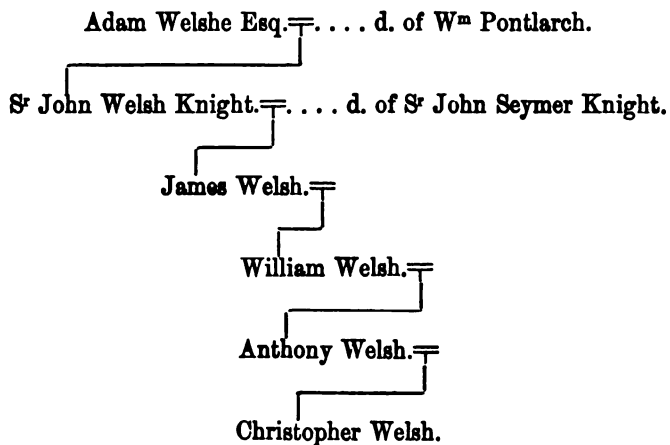 Adam Welshe Esq.=.... d. of Wᵐ Pontlarch.
Sʳ John Welsh Knight.=.... d. of Sʳ John Seymer Knight.
James Welsh.=
William Welsh.=
Anthony Welsh.=
Christopher Welsh.